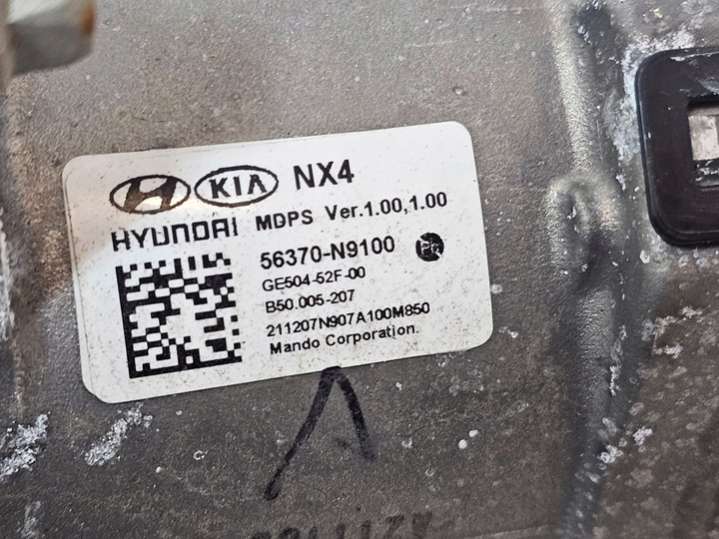 KIA NX4
HYUNDAI MDPS Ver.1.00,1.00
56370-N9100 Pb
GE504-52F-00
B50.005-207
211207N907A100M850
Mando Corporation.